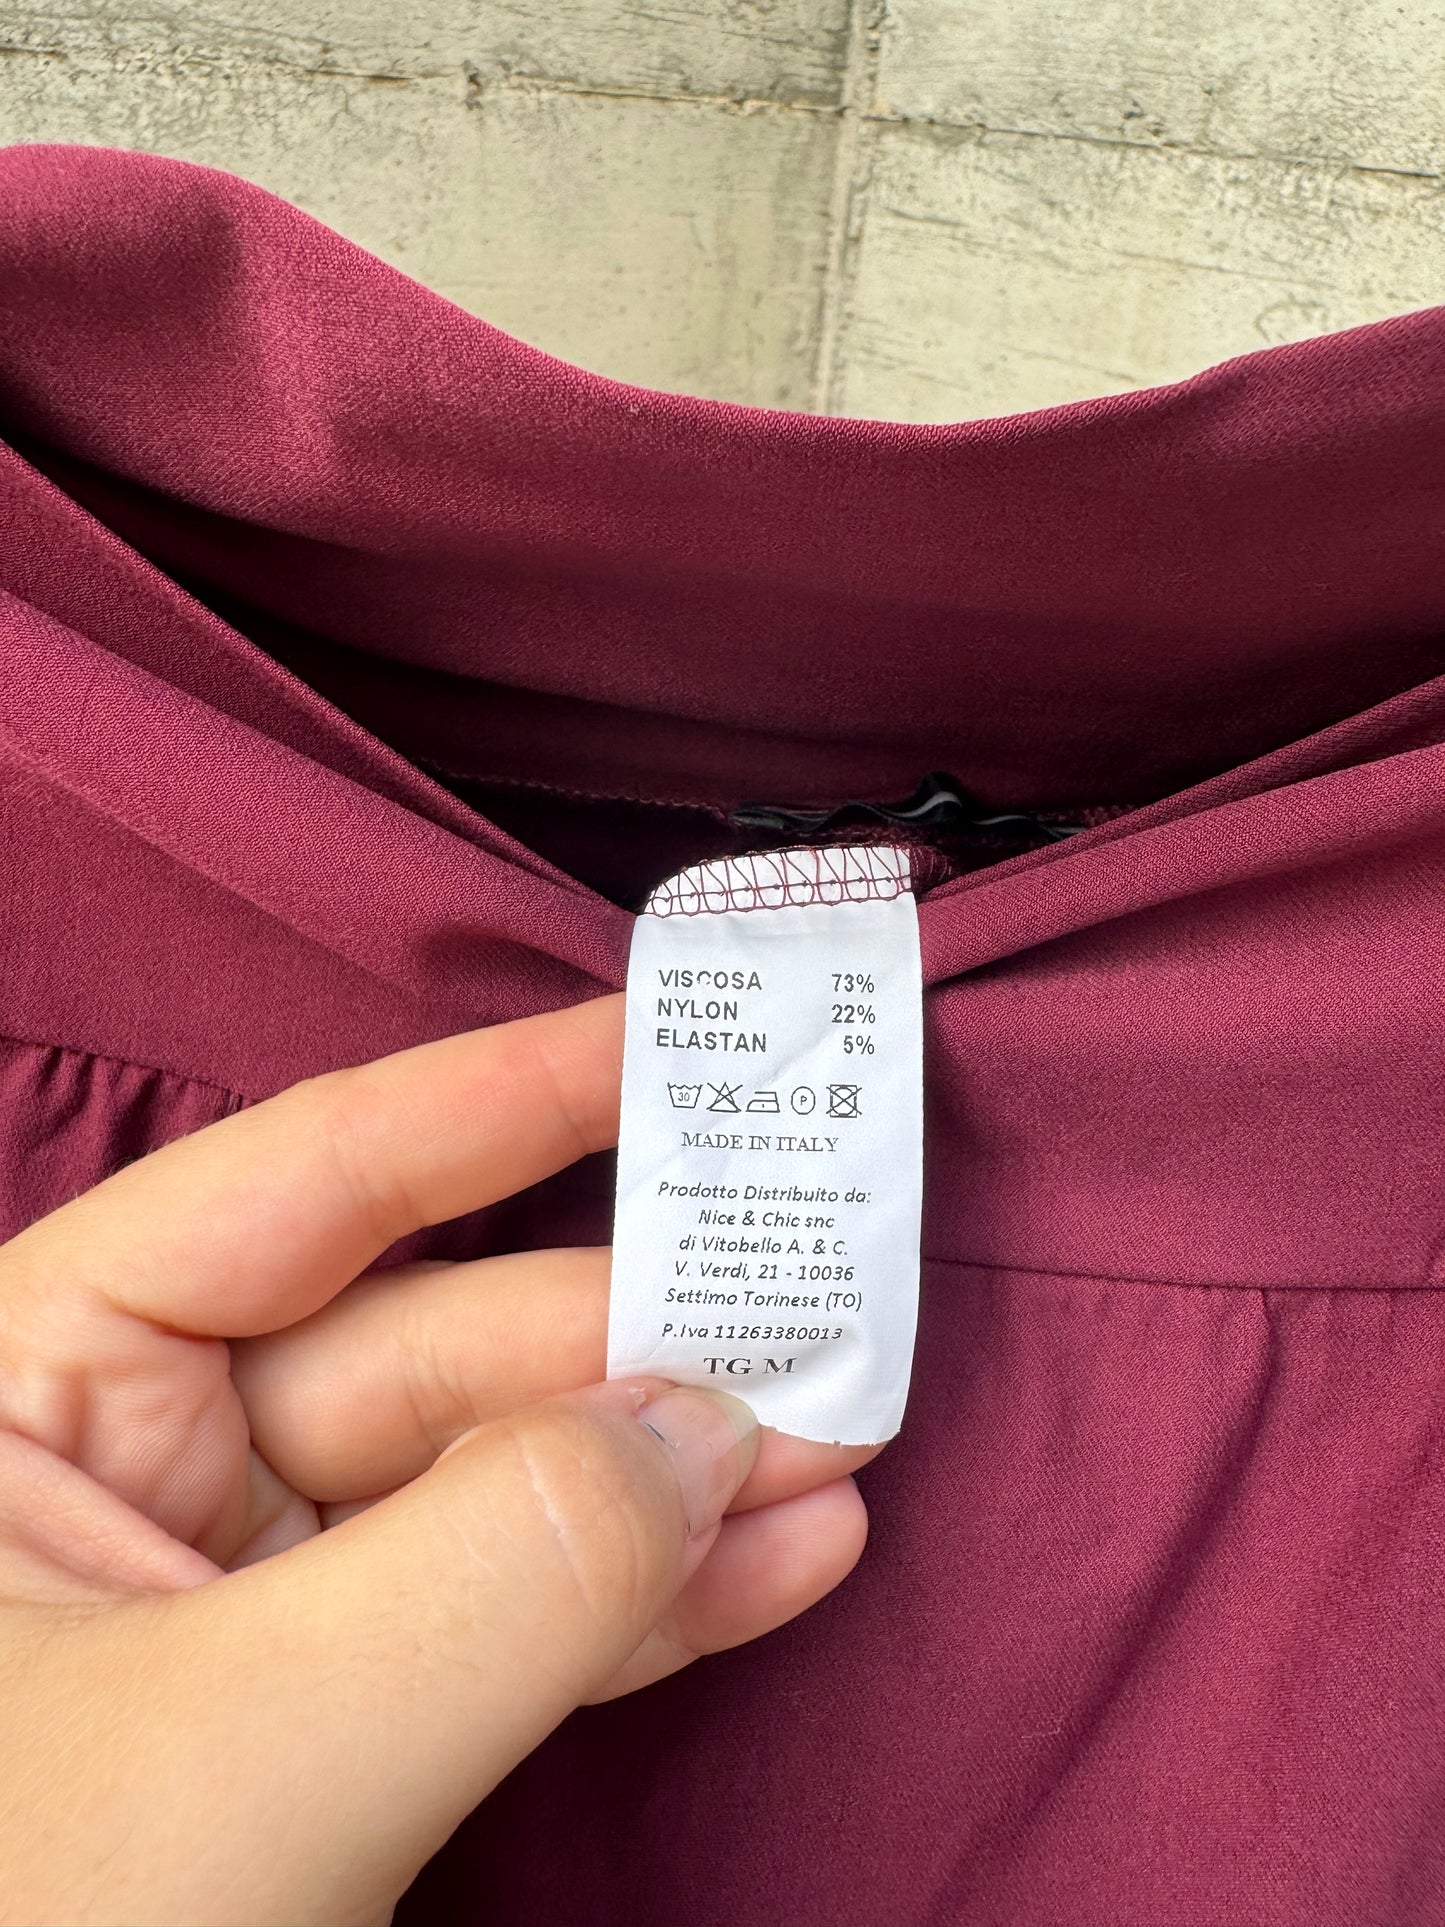 VISCOSA 73%
NYLON 22%
ELASTAN 5%
30 P
MADE IN ITALY
Prodotto Distribuito da:
Nice & Chic snc
di Vitobello A. & C.
V. Verdi, 21 - 10036
Settimo Torinese (TO)
P.Iva 11263380013
TG M